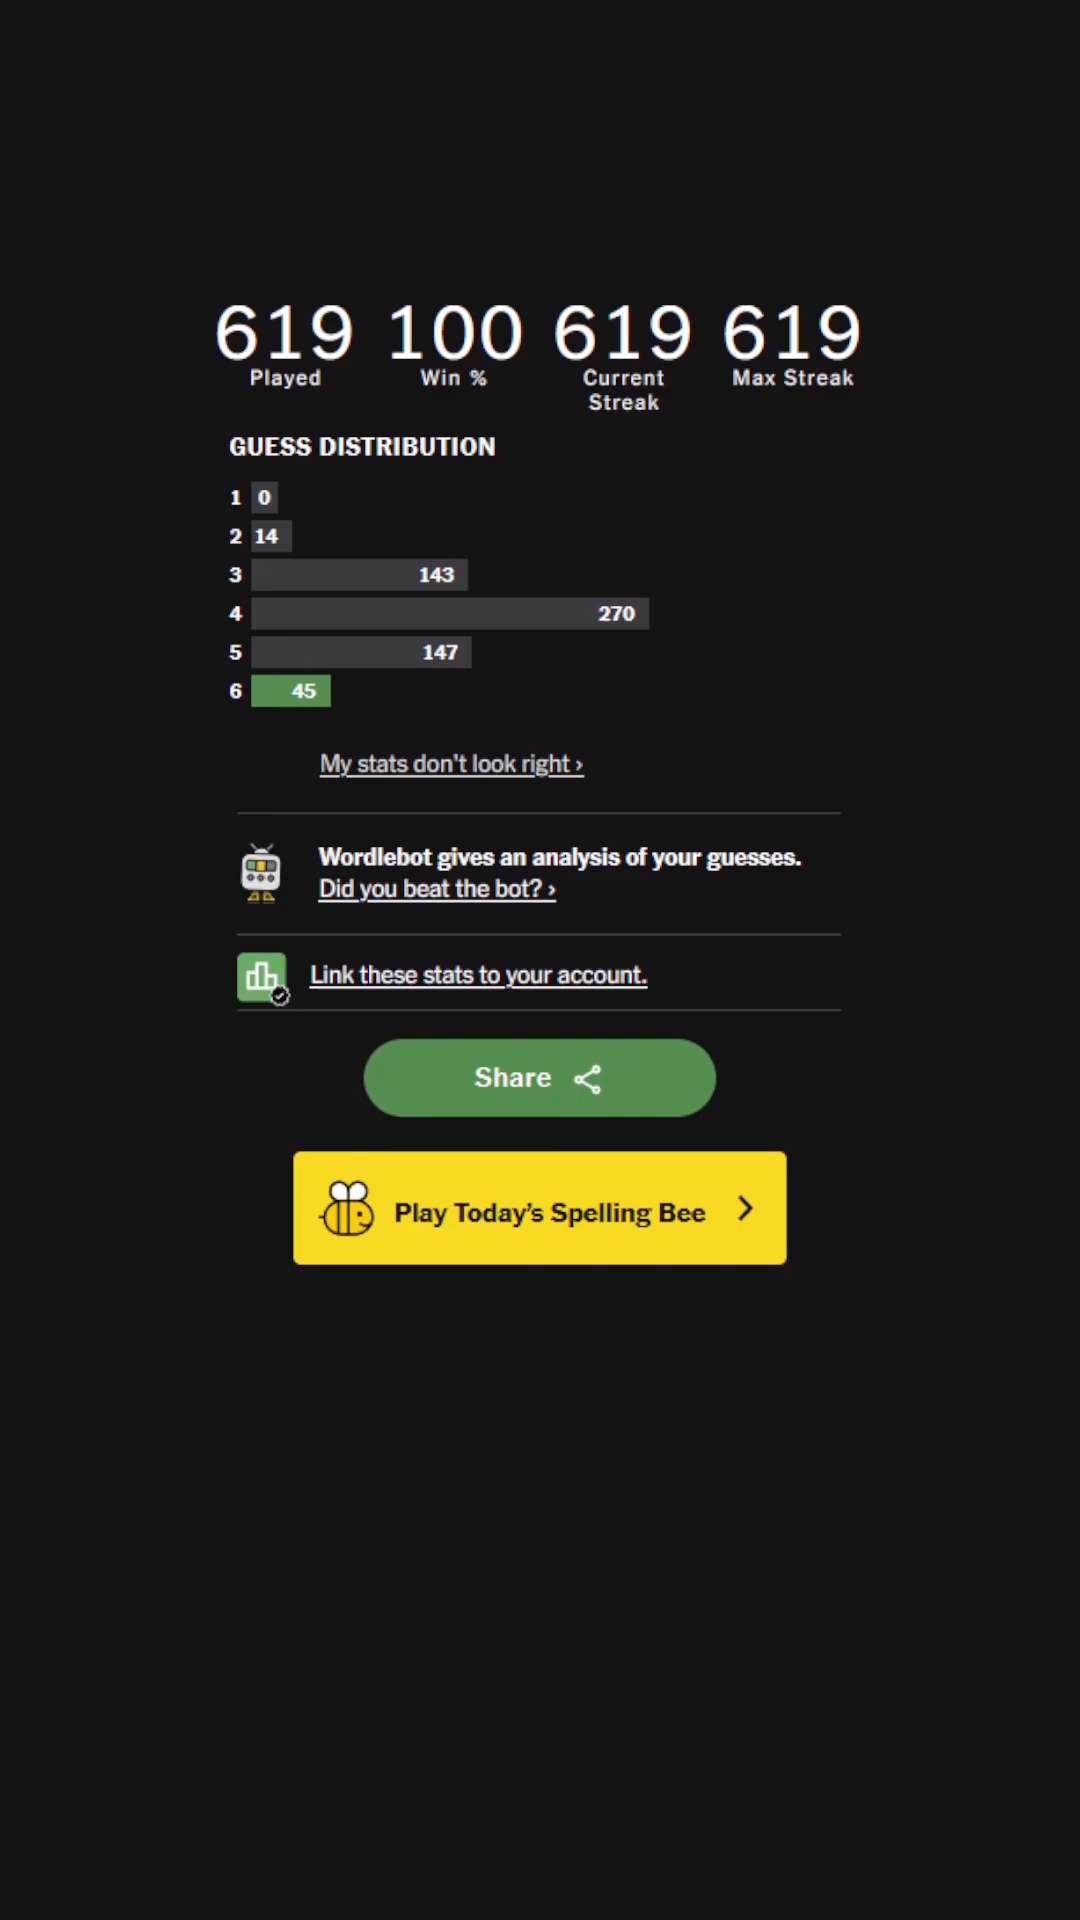 619 100 619 619
Played Win % Current Streak Max Streak
GUESS DISTRIBUTION
1 0
2 14
3 143
4 270
5 147
6 45
My stats don't look right ›
Wordlebot gives an analysis of your guesses.
Did you beat the bot? ›
Link these stats to your account.
Share
Play Today’s Spelling Bee